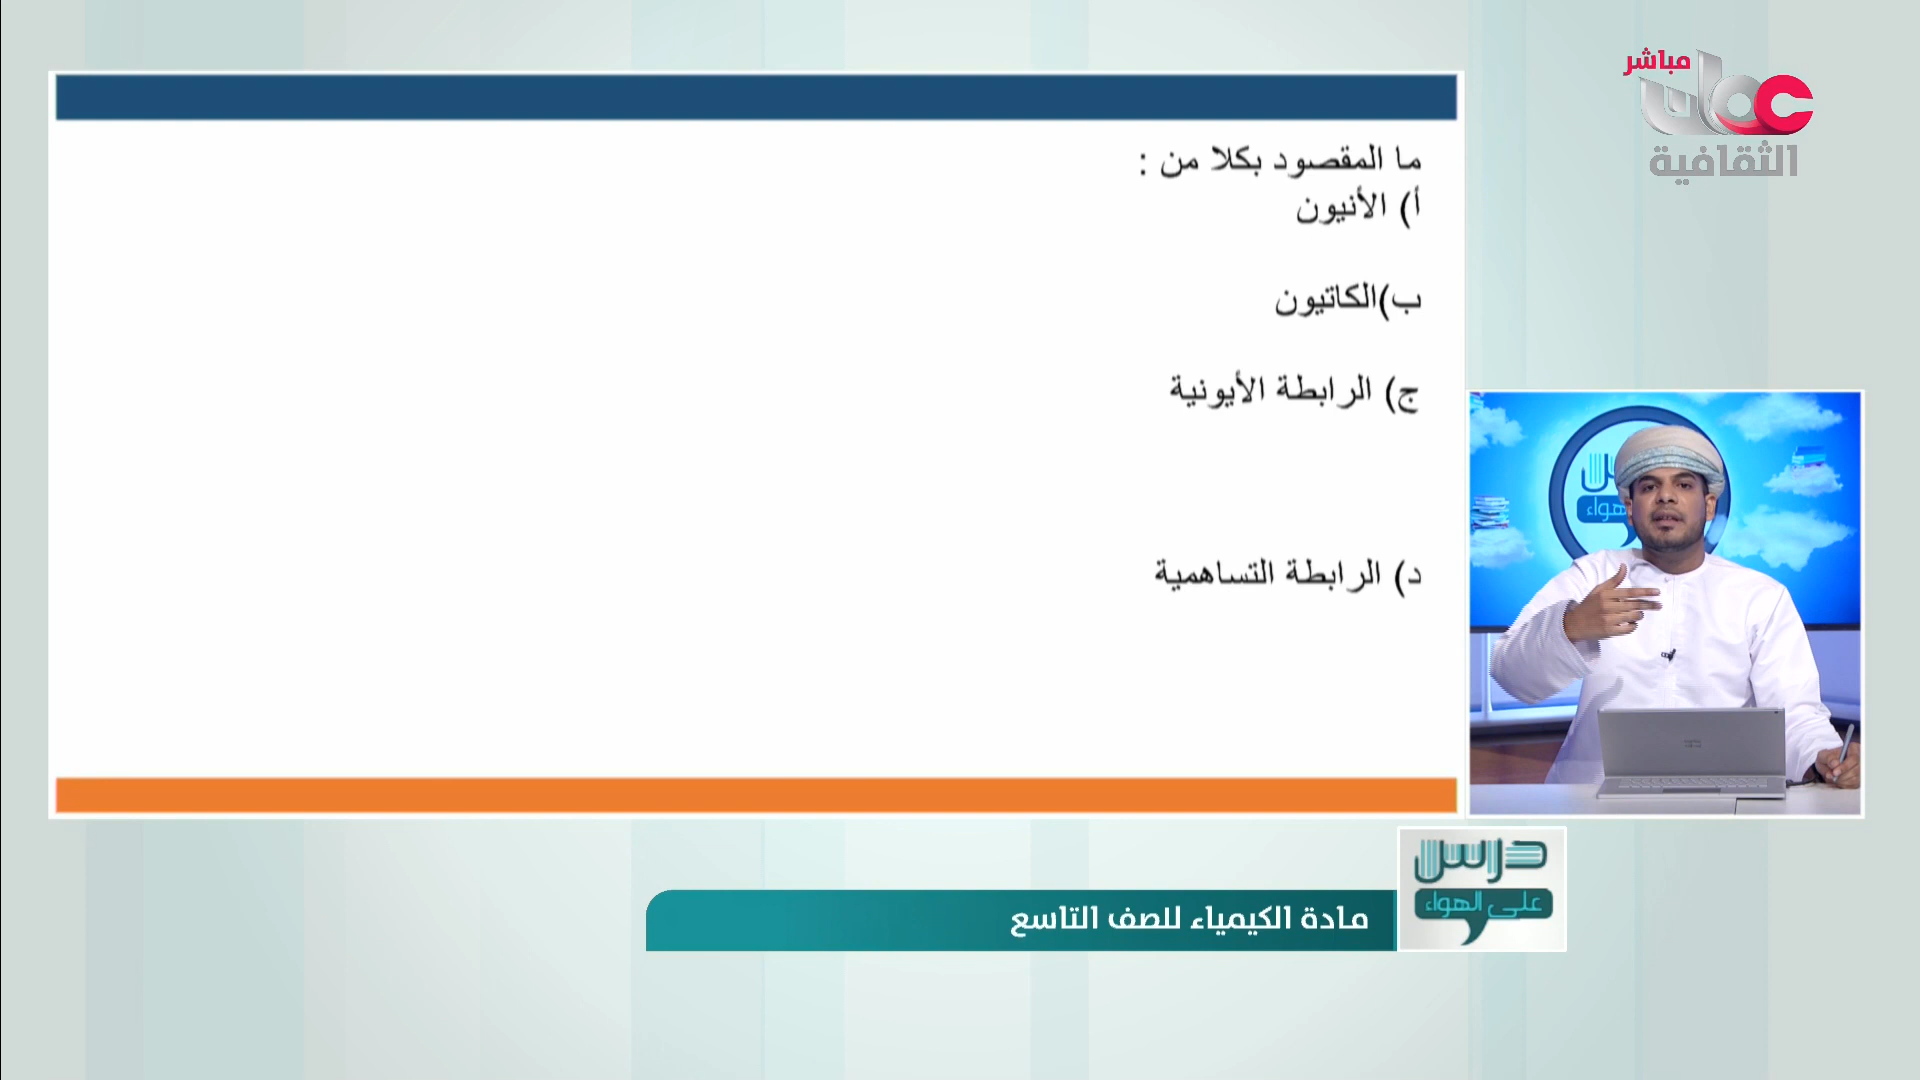 مباشر
عمان
الثقافية
ما المقصود بكلا من :
أ) الأنيون
ب)الكاتيون
ج) الرابطة الأيونية
د) الرابطة التساهمية
درس
على الهواء
مادة الكيمياء للصف التاسع